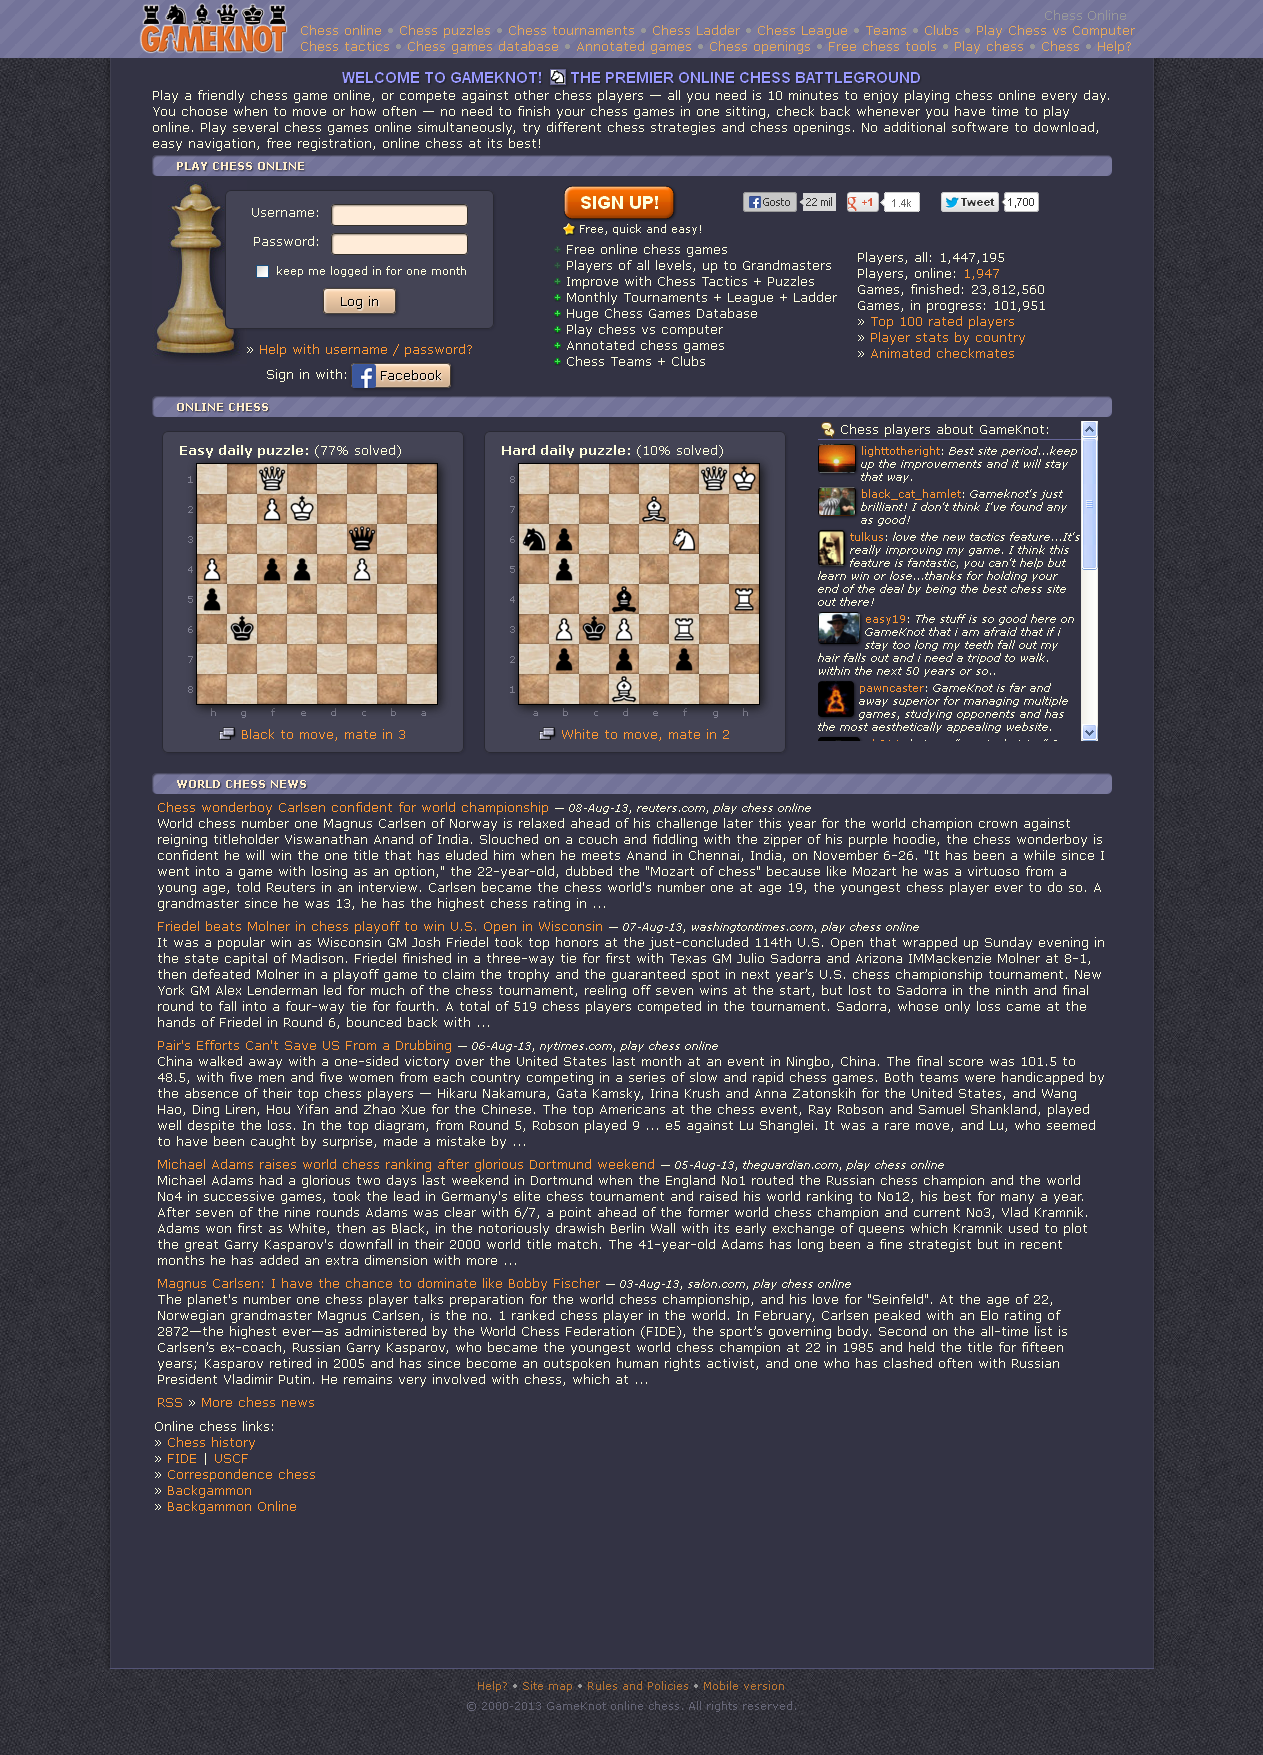 GAMEKNOT
Chess Online
Chess online • Chess puzzles • Chess tournaments • Chess Ladder • Chess League • Teams • Clubs • Play Chess vs Computer
Chess tactics • Chess games database • Annotated games • Chess openings • Free chess tools • Play chess • Chess • Help?
WELCOME TO GAMEKNOT! THE PREMIER ONLINE CHESS BATTLEGROUND
Play a friendly chess game online, or compete against other chess players — all you need is 10 minutes to enjoy playing chess online every day.
You choose when to move or how often — no need to finish your chess games in one sitting, check back whenever you have time to play
online. Play several chess games online simultaneously, try different chess strategies and chess openings. No additional software to download,
easy navigation, free registration, online chess at its best!
PLAY CHESS ONLINE
Username:
Password:
keep me logged in for one month
Log in
» Help with username / password?
Sign in with: Facebook
SIGN UP!
Free, quick and easy!
+ Free online chess games
+ Players of all levels, up to Grandmasters
+ Improve with Chess Tactics + Puzzles
+ Monthly Tournaments + League + Ladder
+ Huge Chess Games Database
+ Play chess vs computer
+ Annotated chess games
+ Chess Teams + Clubs
Gosto 22 mil +1 1.4k Tweet 1,700
Players, all: 1,447,195
Players, online: 1,947
Games, finished: 23,812,560
Games, in progress: 101,951
» Top 100 rated players
» Player stats by country
» Animated checkmates
ONLINE CHESS
Easy daily puzzle: (77% solved)
1
2
3
4
5
6
7
8
h g f e d c b a
Black to move, mate in 3
Hard daily puzzle: (10% solved)
8
7
6
5
4
3
2
1
a b c d e f g h
White to move, mate in 2
Chess players about GameKnot:
lighttotheright: Best site period...keep
up the improvements and it will stay
that way.
black_cat_hamlet: Gameknot's just
brilliant! I don't think I've found any
as good!
tulkus: love the new tactics feature...It's
really improving my game. I think this
feature is fantastic, you can't help but
learn win or lose...thanks for holding your
end of the deal by being the best chess site
out there!
easy19: The stuff is so good here on
GameKnot that i am afraid that if i
stay too long my teeth fall out my
hair falls out and i need a tripod to walk.
within the next 50 years or so..
pawncaster: GameKnot is far and
away superior for managing multiple
games, studying opponents and has
the most aesthetically appealing website.
WORLD CHESS NEWS
Chess wonderboy Carlsen confident for world championship — 08-Aug-13, reuters.com, play chess online
World chess number one Magnus Carlsen of Norway is relaxed ahead of his challenge later this year for the world champion crown against
reigning titleholder Viswanathan Anand of India. Slouched on a couch and fiddling with the zipper of his purple hoodie, the chess wonderboy is
confident he will win the one title that has eluded him when he meets Anand in Chennai, India, on November 6-26. "It has been a while since I
went into a game with losing as an option," the 22-year-old, dubbed the "Mozart of chess" because like Mozart he was a virtuoso from a
young age, told Reuters in an interview. Carlsen became the chess world's number one at age 19, the youngest chess player ever to do so. A
grandmaster since he was 13, he has the highest chess rating in ...
Friedel beats Molner in chess playoff to win U.S. Open in Wisconsin — 07-Aug-13, washingtontimes.com, play chess online
It was a popular win as Wisconsin GM Josh Friedel took top honors at the just-concluded 114th U.S. Open that wrapped up Sunday evening in
the state capital of Madison. Friedel finished in a three-way tie for first with Texas GM Julio Sadorra and Arizona IMMackenzie Molner at 8-1,
then defeated Molner in a playoff game to claim the trophy and the guaranteed spot in next year's U.S. chess championship tournament. New
York GM Alex Lenderman led for much of the chess tournament, reeling off seven wins at the start, but lost to Sadorra in the ninth and final
round to fall into a four-way tie for fourth. A total of 519 chess players competed in the tournament. Sadorra, whose only loss came at the
hands of Friedel in Round 6, bounced back with ...
Pair's Efforts Can't Save US From a Drubbing — 06-Aug-13, nytimes.com, play chess online
China walked away with a one-sided victory over the United States last month at an event in Ningbo, China. The final score was 101.5 to
48.5, with five men and five women from each country competing in a series of slow and rapid chess games. Both teams were handicapped by
the absence of their top chess players — Hikaru Nakamura, Gata Kamsky, Irina Krush and Anna Zatonskih for the United States, and Wang
Hao, Ding Liren, Hou Yifan and Zhao Xue for the Chinese. The top Americans at the chess event, Ray Robson and Samuel Shankland, played
well despite the loss. In the top diagram, from Round 5, Robson played 9 ... e5 against Lu Shanglei. It was a rare move, and Lu, who seemed
to have been caught by surprise, made a mistake by ...
Michael Adams raises world chess ranking after glorious Dortmund weekend — 05-Aug-13, theguardian.com, play chess online
Michael Adams had a glorious two days last weekend in Dortmund when the England No1 routed the Russian chess champion and the world
No4 in successive games, took the lead in Germany's elite chess tournament and raised his world ranking to No12, his best for many a year.
After seven of the nine rounds Adams was clear with 6/7, a point ahead of the former world chess champion and current No3, Vlad Kramnik.
Adams won first as White, then as Black, in the notoriously drawish Berlin Wall with its early exchange of queens which Kramnik used to plot
the great Garry Kasparov's downfall in their 2000 world title match. The 41-year-old Adams has long been a fine strategist but in recent
months he has added an extra dimension with more ...
Magnus Carlsen: I have the chance to dominate like Bobby Fischer — 03-Aug-13, salon.com, play chess online
The planet's number one chess player talks preparation for the world chess championship, and his love for "Seinfeld". At the age of 22,
Norwegian grandmaster Magnus Carlsen, is the no. 1 ranked chess player in the world. In February, Carlsen peaked with an Elo rating of
2872—the highest ever—as administered by the World Chess Federation (FIDE), the sport's governing body. Second on the all-time list is
Carlsen's ex-coach, Russian Garry Kasparov, who became the youngest world chess champion at 22 in 1985 and held the title for fifteen
years; Kasparov retired in 2005 and has since become an outspoken human rights activist, and one who has clashed often with Russian
President Vladimir Putin. He remains very involved with chess, which at ...
RSS » More chess news
Online chess links:
» Chess history
» FIDE | USCF
» Correspondence chess
» Backgammon
» Backgammon Online
Help? • Site map • Rules and Policies • Mobile version
© 2000-2013 GameKnot online chess. All rights reserved.